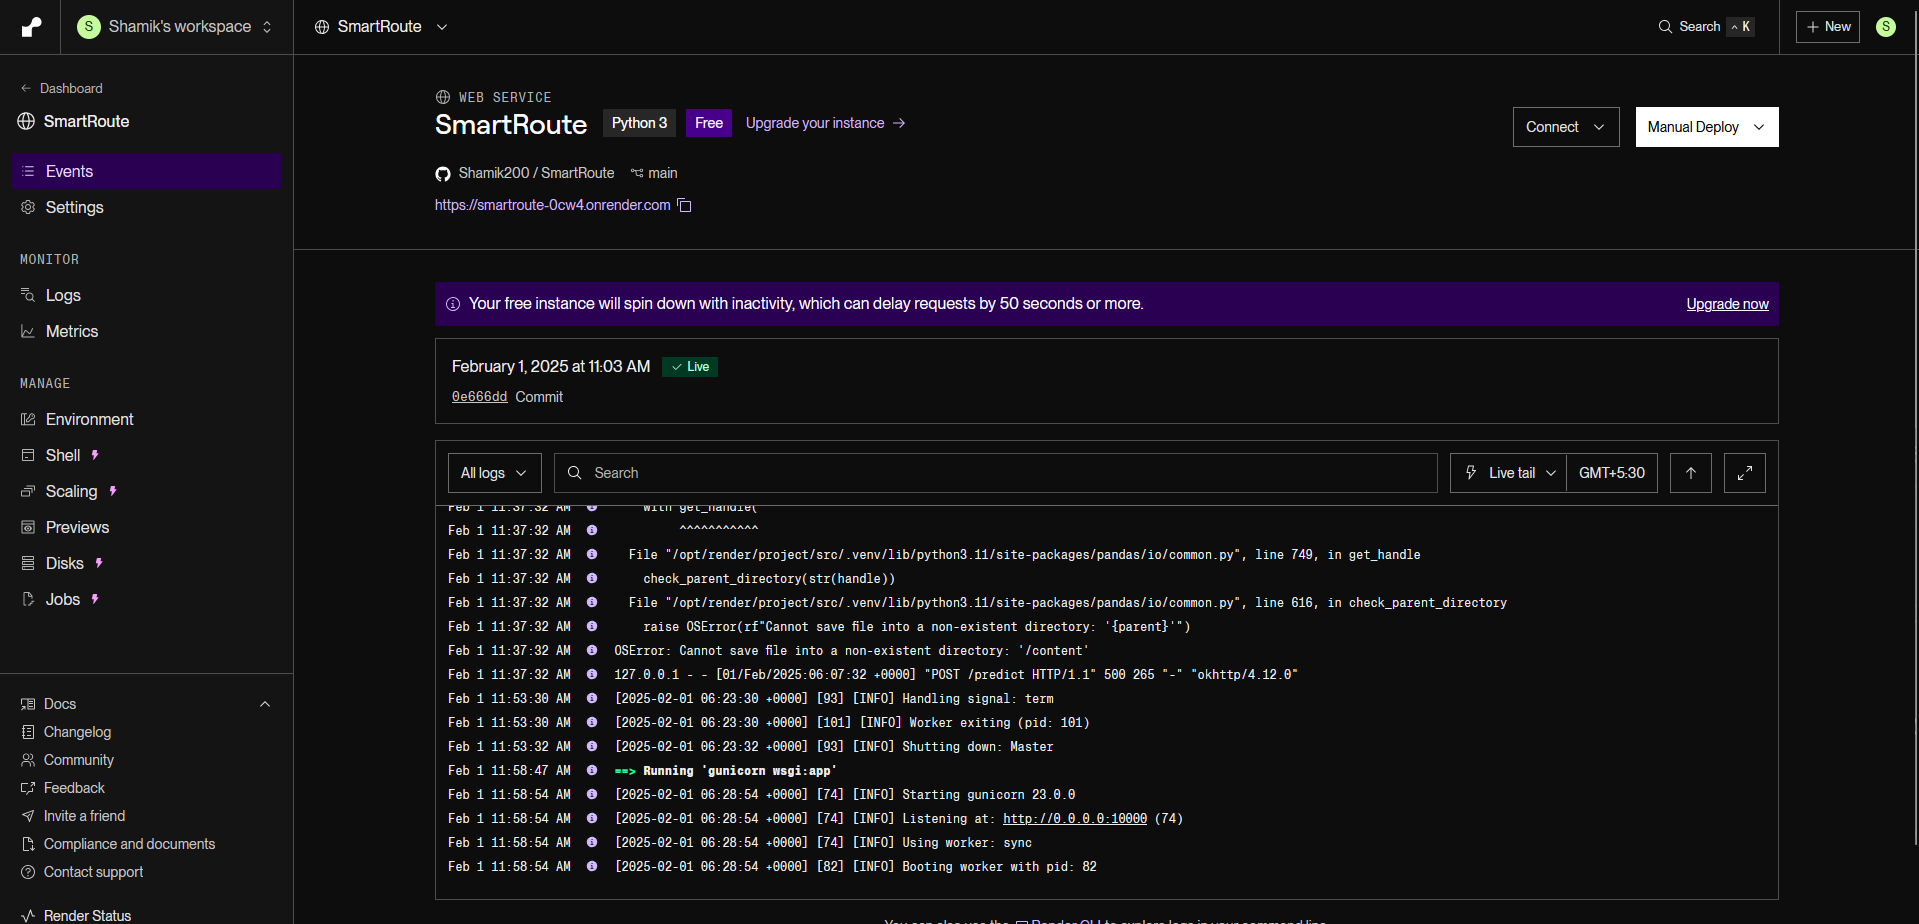 S Shamik's workspace
SmartRoute
Search ^ K
+ New
S
← Dashboard
SmartRoute
Events
Settings
MONITOR
Logs
Metrics
MANAGE
Environment
Shell
Scaling
Previews
Disks
Jobs
Docs
Changelog
Community
Feedback
Invite a friend
Compliance and documents
Contact support
Render Status
WEB SERVICE
SmartRoute Python 3 Free Upgrade your instance →
Connect
Manual Deploy
Shamik200 / SmartRoute main
https://smartroute-0cw4.onrender.com
Your free instance will spin down with inactivity, which can delay requests by 50 seconds or more. Upgrade now
February 1, 2025 at 11:03 AM ✓ Live
0e666dd Commit
All logs
Search
Live tail
GMT+5:30
Feb 1 11:37:32 AM with get_handle(
Feb 1 11:37:32 AM ^^^^^^^^^^^
Feb 1 11:37:32 AM File "/opt/render/project/src/.venv/lib/python3.11/site-packages/pandas/io/common.py", line 749, in get_handle
Feb 1 11:37:32 AM check_parent_directory(str(handle))
Feb 1 11:37:32 AM File "/opt/render/project/src/.venv/lib/python3.11/site-packages/pandas/io/common.py", line 616, in check_parent_directory
Feb 1 11:37:32 AM raise OSError(rf"Cannot save file into a non-existent directory: '{parent}'")
Feb 1 11:37:32 AM OSError: Cannot save file into a non-existent directory: '/content'
Feb 1 11:37:32 AM 127.0.0.1 - - [01/Feb/2025:06:07:32 +0000] "POST /predict HTTP/1.1" 500 265 "-" "okhttp/4.12.0"
Feb 1 11:53:30 AM [2025-02-01 06:23:30 +0000] [93] [INFO] Handling signal: term
Feb 1 11:53:30 AM [2025-02-01 06:23:30 +0000] [101] [INFO] Worker exiting (pid: 101)
Feb 1 11:53:32 AM [2025-02-01 06:23:32 +0000] [93] [INFO] Shutting down: Master
Feb 1 11:58:47 AM ==> Running 'gunicorn wsgi:app'
Feb 1 11:58:54 AM [2025-02-01 06:28:54 +0000] [74] [INFO] Starting gunicorn 23.0.0
Feb 1 11:58:54 AM [2025-02-01 06:28:54 +0000] [74] [INFO] Listening at: http://0.0.0.0:10000 (74)
Feb 1 11:58:54 AM [2025-02-01 06:28:54 +0000] [74] [INFO] Using worker: sync
Feb 1 11:58:54 AM [2025-02-01 06:28:54 +0000] [82] [INFO] Booting worker with pid: 82
You can also use the Render CLI to explore logs in your command line.